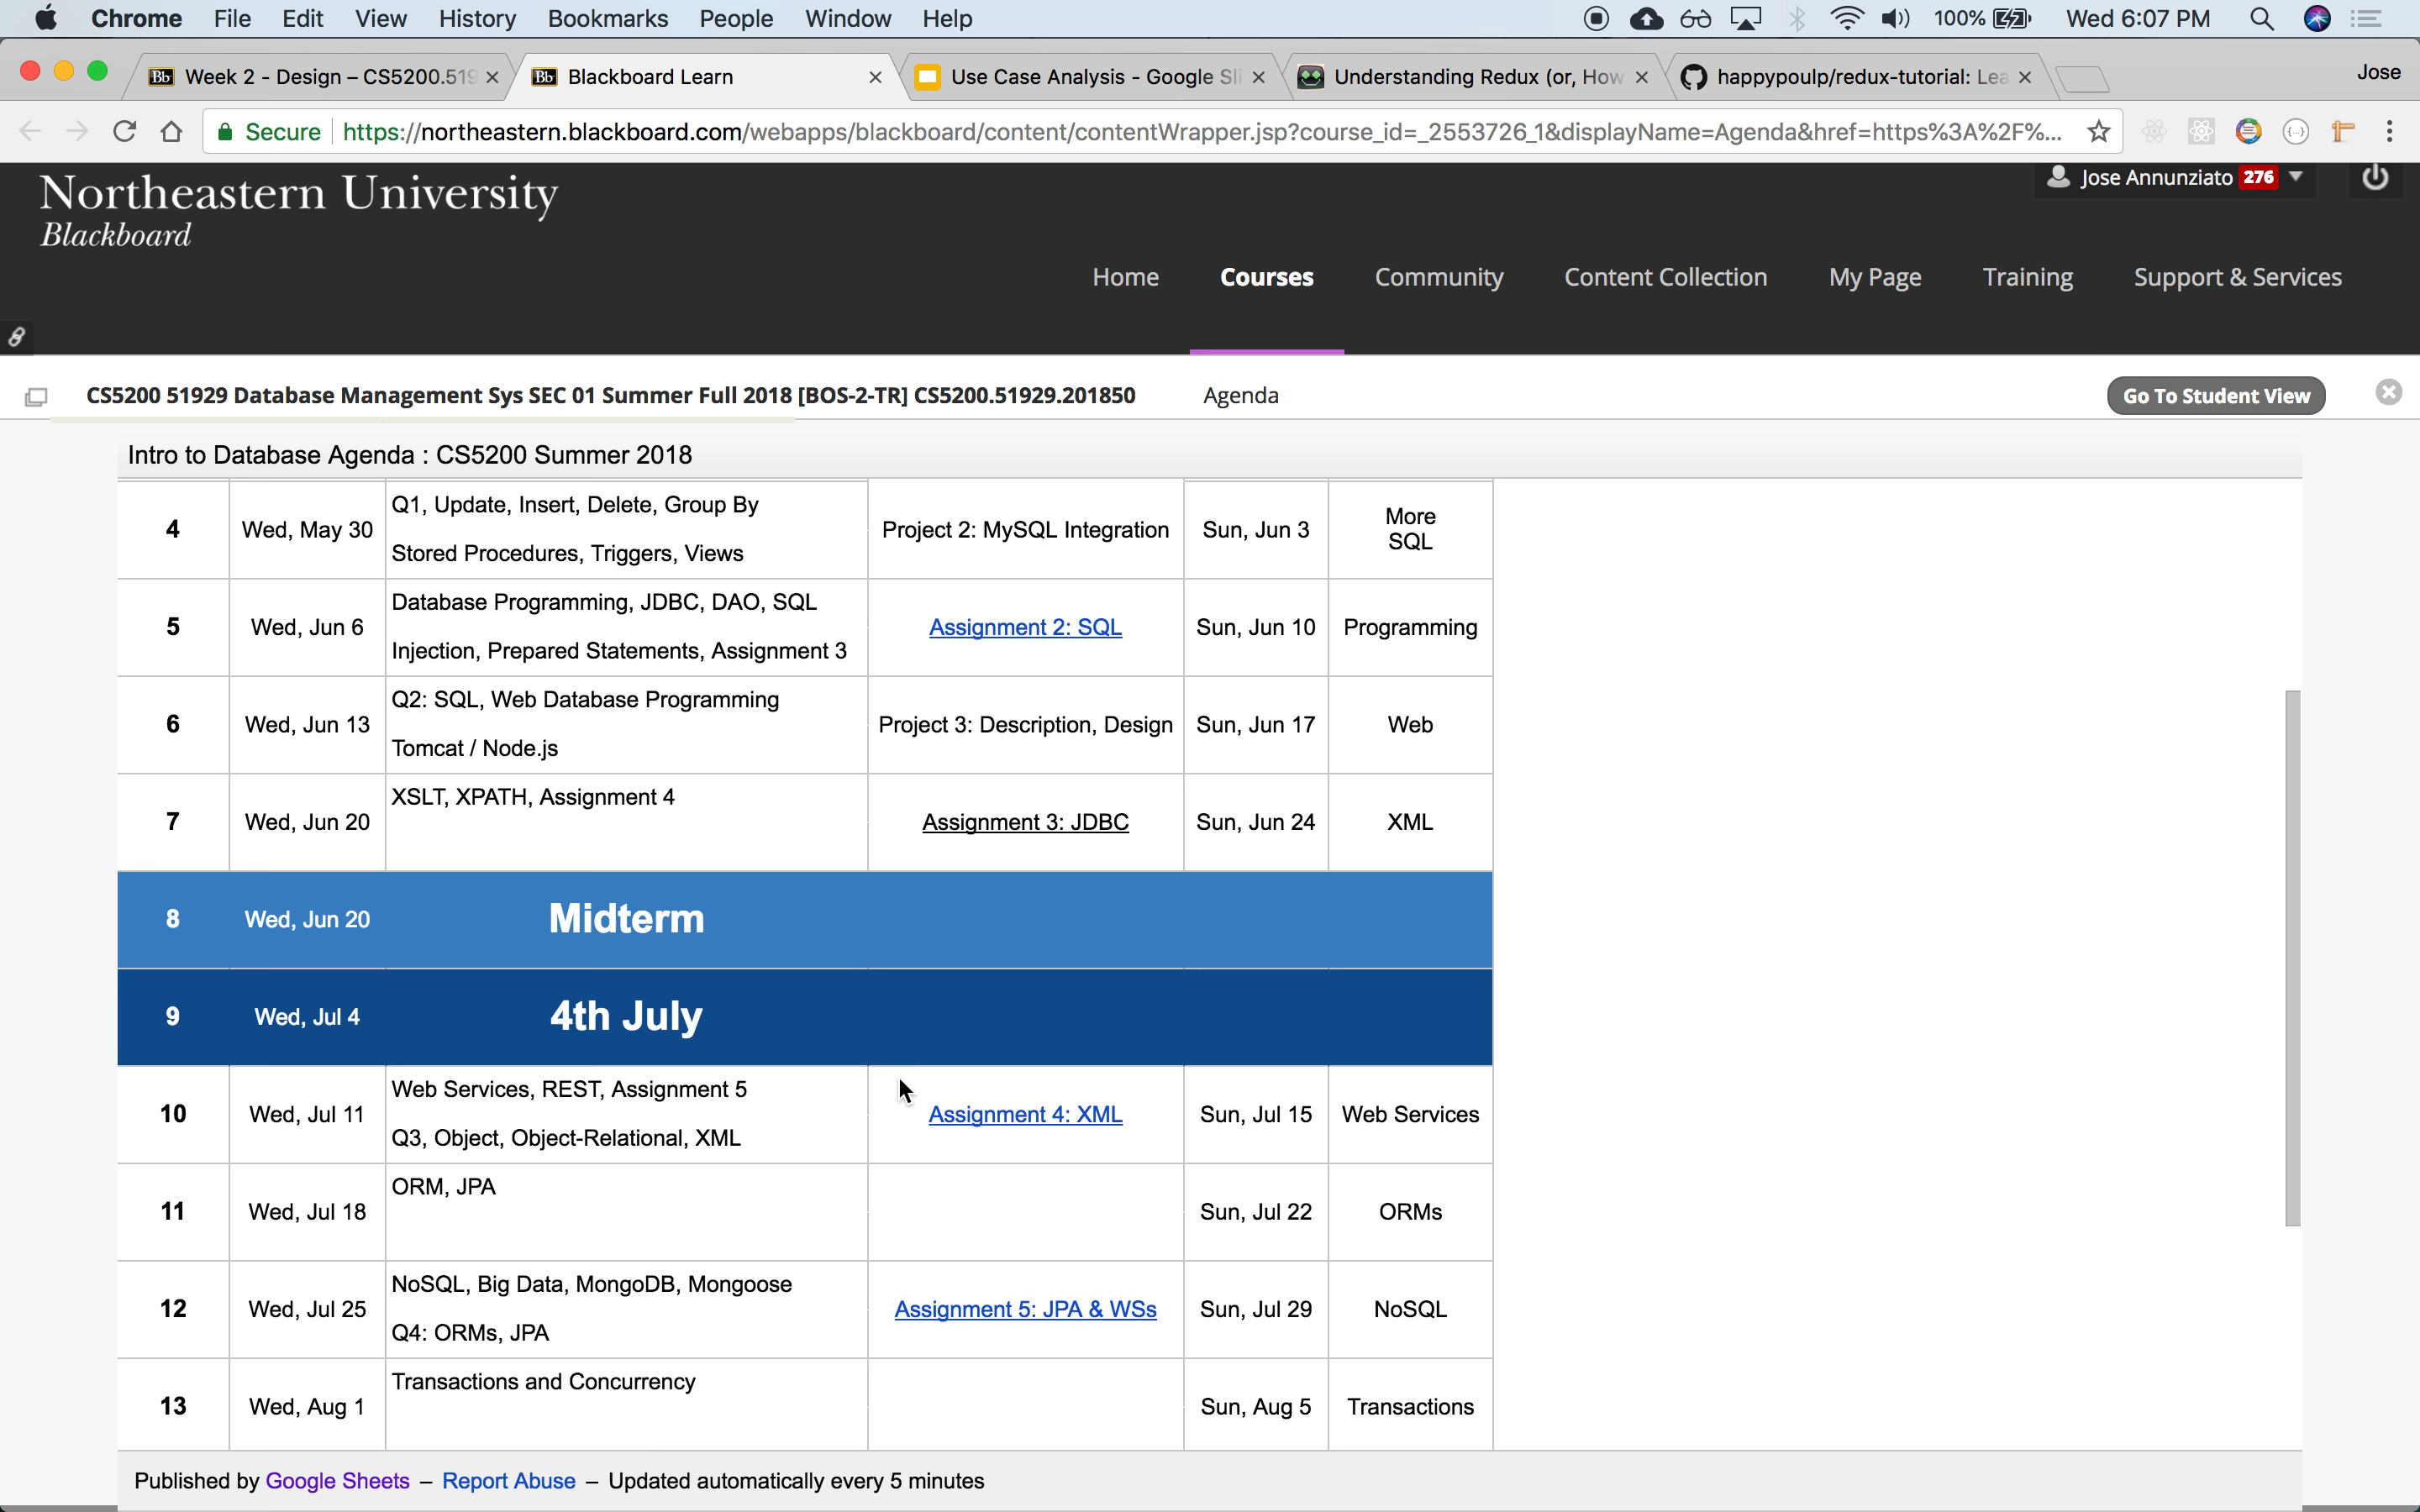 Chrome File Edit View History Bookmarks People Window Help 100% Wed 6:07 PM
Week 2 - Design – CS5200.519 Blackboard Learn Use Case Analysis - Google Sli Understanding Redux (or, How happypoulp/redux-tutorial: Lea Jose
Secure https://northeastern.blackboard.com/webapps/blackboard/content/contentWrapper.jsp?course_id=_2553726_1&displayName=Agenda&href=https%3A%2F%...
Northeastern University
Blackboard
Jose Annunziato 276
Home Courses Community Content Collection My Page Training Support & Services
CS5200 51929 Database Management Sys SEC 01 Summer Full 2018 [BOS-2-TR] CS5200.51929.201850 Agenda Go To Student View
Intro to Database Agenda : CS5200 Summer 2018
4 Wed, May 30 Q1, Update, Insert, Delete, Group By
Stored Procedures, Triggers, Views Project 2: MySQL Integration Sun, Jun 3 More
SQL
5 Wed, Jun 6 Database Programming, JDBC, DAO, SQL
Injection, Prepared Statements, Assignment 3 Assignment 2: SQL Sun, Jun 10 Programming
6 Wed, Jun 13 Q2: SQL, Web Database Programming
Tomcat / Node.js Project 3: Description, Design Sun, Jun 17 Web
7 Wed, Jun 20 XSLT, XPATH, Assignment 4 Assignment 3: JDBC Sun, Jun 24 XML
8 Wed, Jun 20 Midterm
9 Wed, Jul 4 4th July
10 Wed, Jul 11 Web Services, REST, Assignment 5
Q3, Object, Object-Relational, XML Assignment 4: XML Sun, Jul 15 Web Services
11 Wed, Jul 18 ORM, JPA Sun, Jul 22 ORMs
12 Wed, Jul 25 NoSQL, Big Data, MongoDB, Mongoose
Q4: ORMs, JPA Assignment 5: JPA & WSs Sun, Jul 29 NoSQL
13 Wed, Aug 1 Transactions and Concurrency Sun, Aug 5 Transactions
Published by Google Sheets – Report Abuse – Updated automatically every 5 minutes